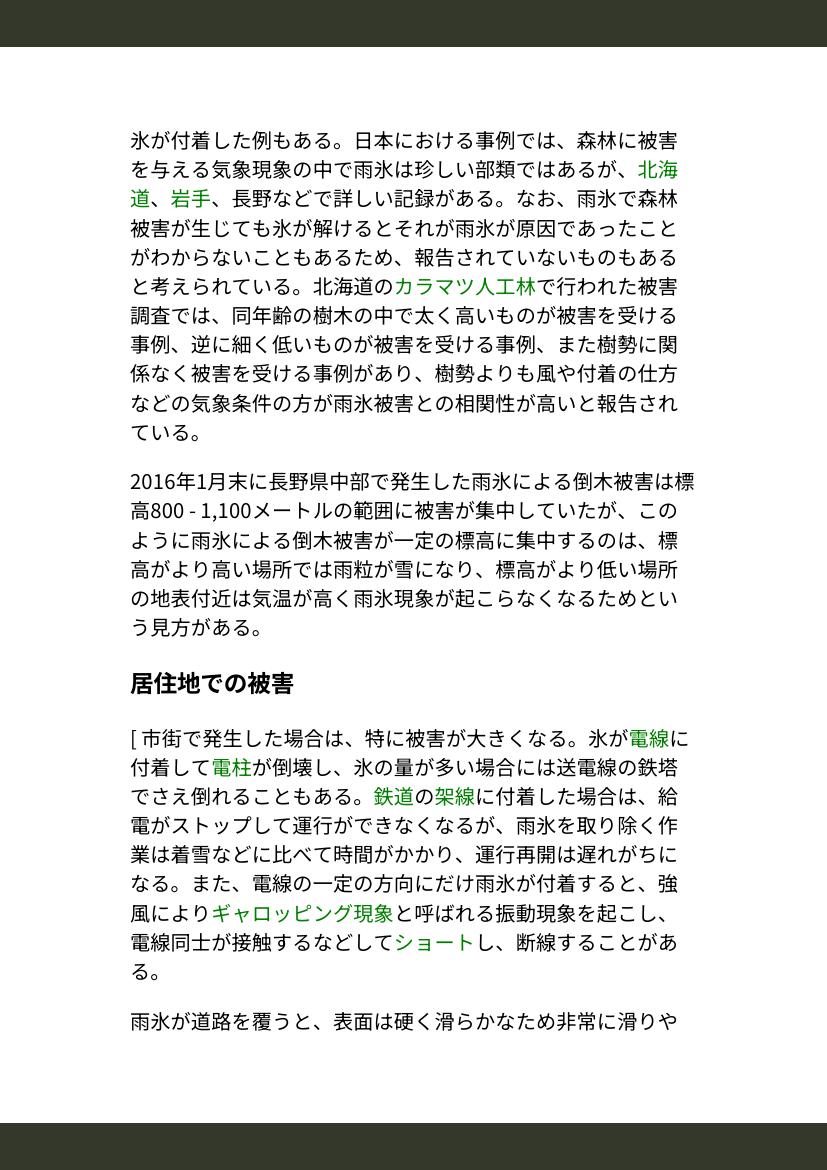 氷が付着した例もある。日本における事例では、森林に被害
を与える気象現象の中で雨氷は珍しい部類ではあるが、北海
道、岩手、長野などで詳しい記録がある。なお、雨氷で森林
被害が生じても氷が解けるとそれが雨氷が原因であったこと
がわからないこともあるため、報告されていないものもある
と考えられている。北海道のカラマツ人工林で行われた被害
調査では、同年齢の樹木の中で太く高いものが被害を受ける
事例、逆に細く低いものが被害を受ける事例、また樹勢に関
係なく被害を受ける事例があり、樹勢よりも風や付着の仕方
などの気象条件の方が雨氷被害との相関性が高いと報告され
ている。
2016年1月末に長野県中部で発生した雨氷による倒木被害は標
高800 - 1,100メートルの範囲に被害が集中していたが、この
ように雨氷による倒木被害が一定の標高に集中するのは、標
高がより高い場所では雨粒が雪になり、標高がより低い場所
の地表付近は気温が高く雨氷現象が起こらなくなるためとい
う見方がある。
居住地での被害
[ 市街で発生した場合は、特に被害が大きくなる。氷が電線に
付着して電柱が倒壊し、氷の量が多い場合には送電線の鉄塔
でさえ倒れることもある。鉄道の架線に付着した場合は、給
電がストップして運行ができなくなるが、雨氷を取り除く作
業は着雪などに比べて時間がかかり、運行再開は遅れがちに
なる。また、電線の一定の方向にだけ雨氷が付着すると、強
風によりギャロッピング現象と呼ばれる振動現象を起こし、
電線同士が接触するなどしてショートし、断線することがあ
る。
雨氷が道路を覆うと、表面は硬く滑らかなため非常に滑りや